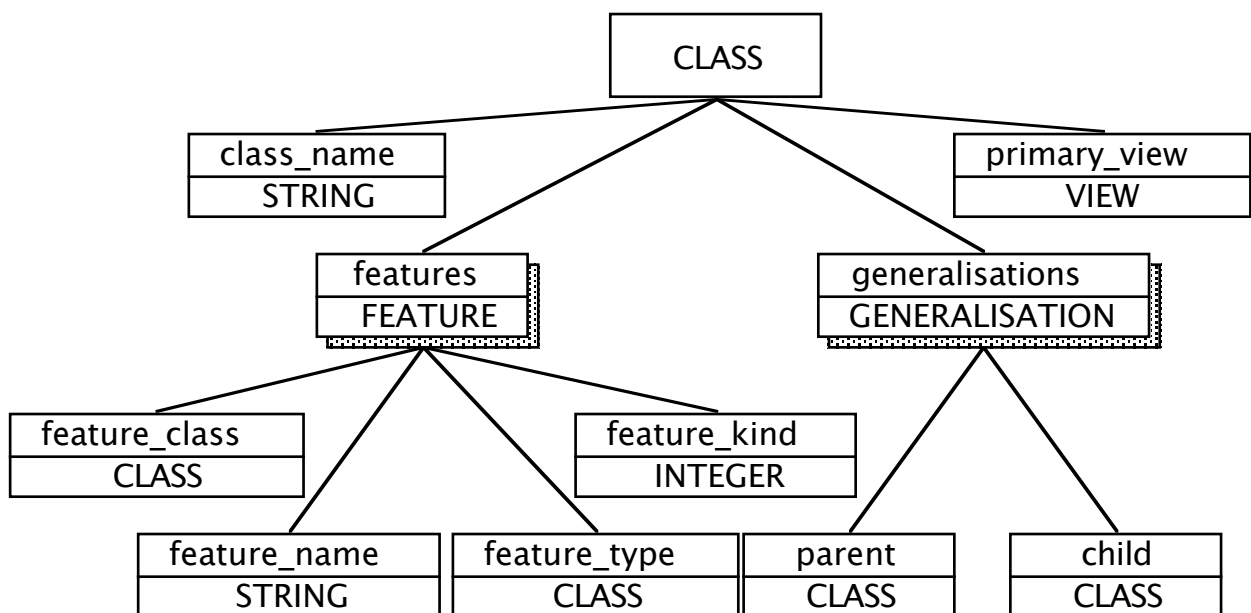 CLASS
class_name
STRING
primary_view
VIEW
features
FEATURE
generalisations
GENERALISATION
feature_class
CLASS
feature_kind
INTEGER
feature_name
STRING
feature_type
CLASS
parent
CLASS
child
CLASS